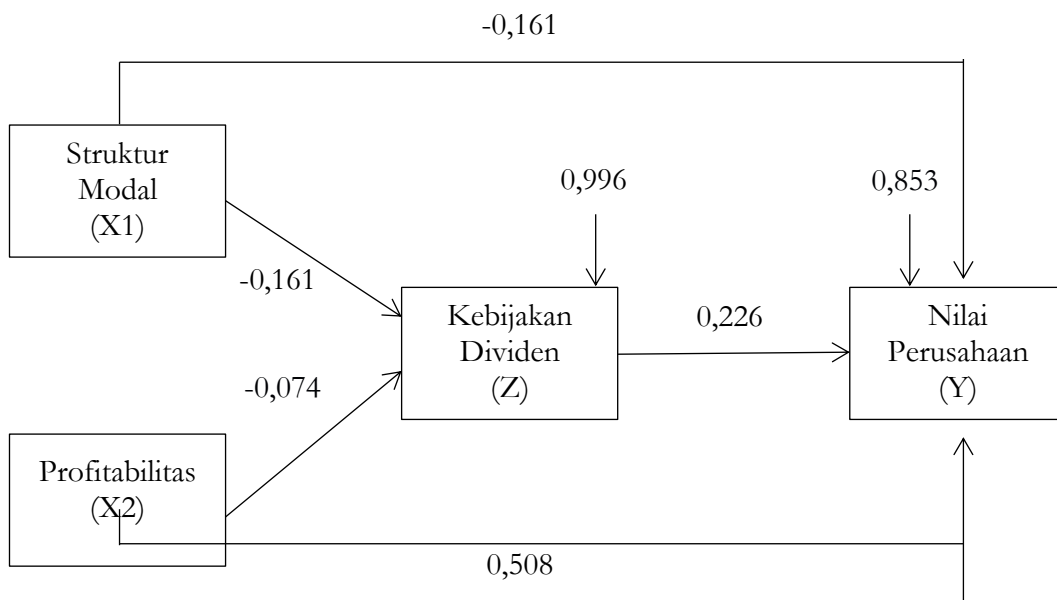 -0,161
Struktur
Modal
(X1)
0,996
0,853
-0,161
Kebijakan
Dividen
(Z)
0,226
Nilai
Perusahaan
(Y)
-0,074
Profitabilitas
(X2)
0,508